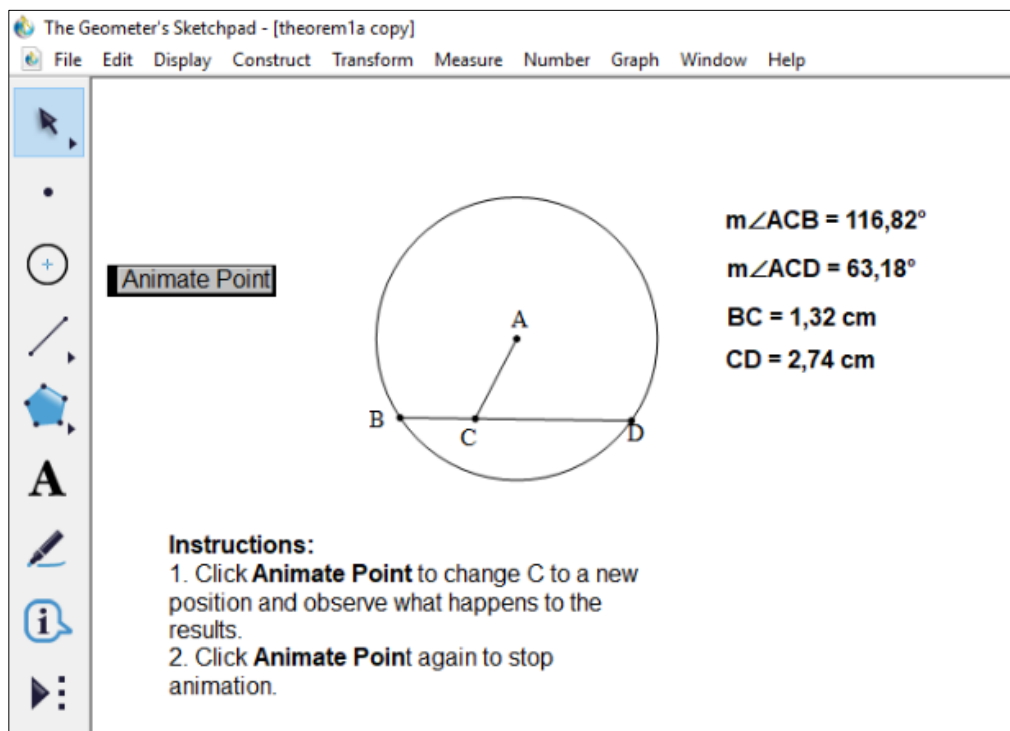 The Geometer's Sketchpad - [theorem1a copy]
File Edit Display Construct Transform Measure Number Graph Window Help
m∠ACB = 116,82°
Animate Point
m∠ACD = 63,18°
BC = 1,32 cm
A
CD = 2,74 cm
B
C
D
A
Instructions:
1. Click Animate Point to change C to a new
position and observe what happens to the
results.
2. Click Animate Point again to stop
animation.